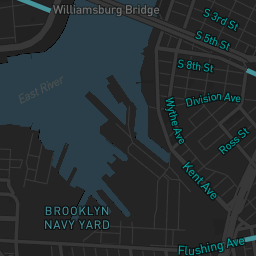 Williamsburg Bridge
S 3rd St
S 5th St
S 8th St
East River
Division Ave
Wythe Ave
Ross St
Kent Ave
BROOKLYN
NAVY YARD
Flushing Ave